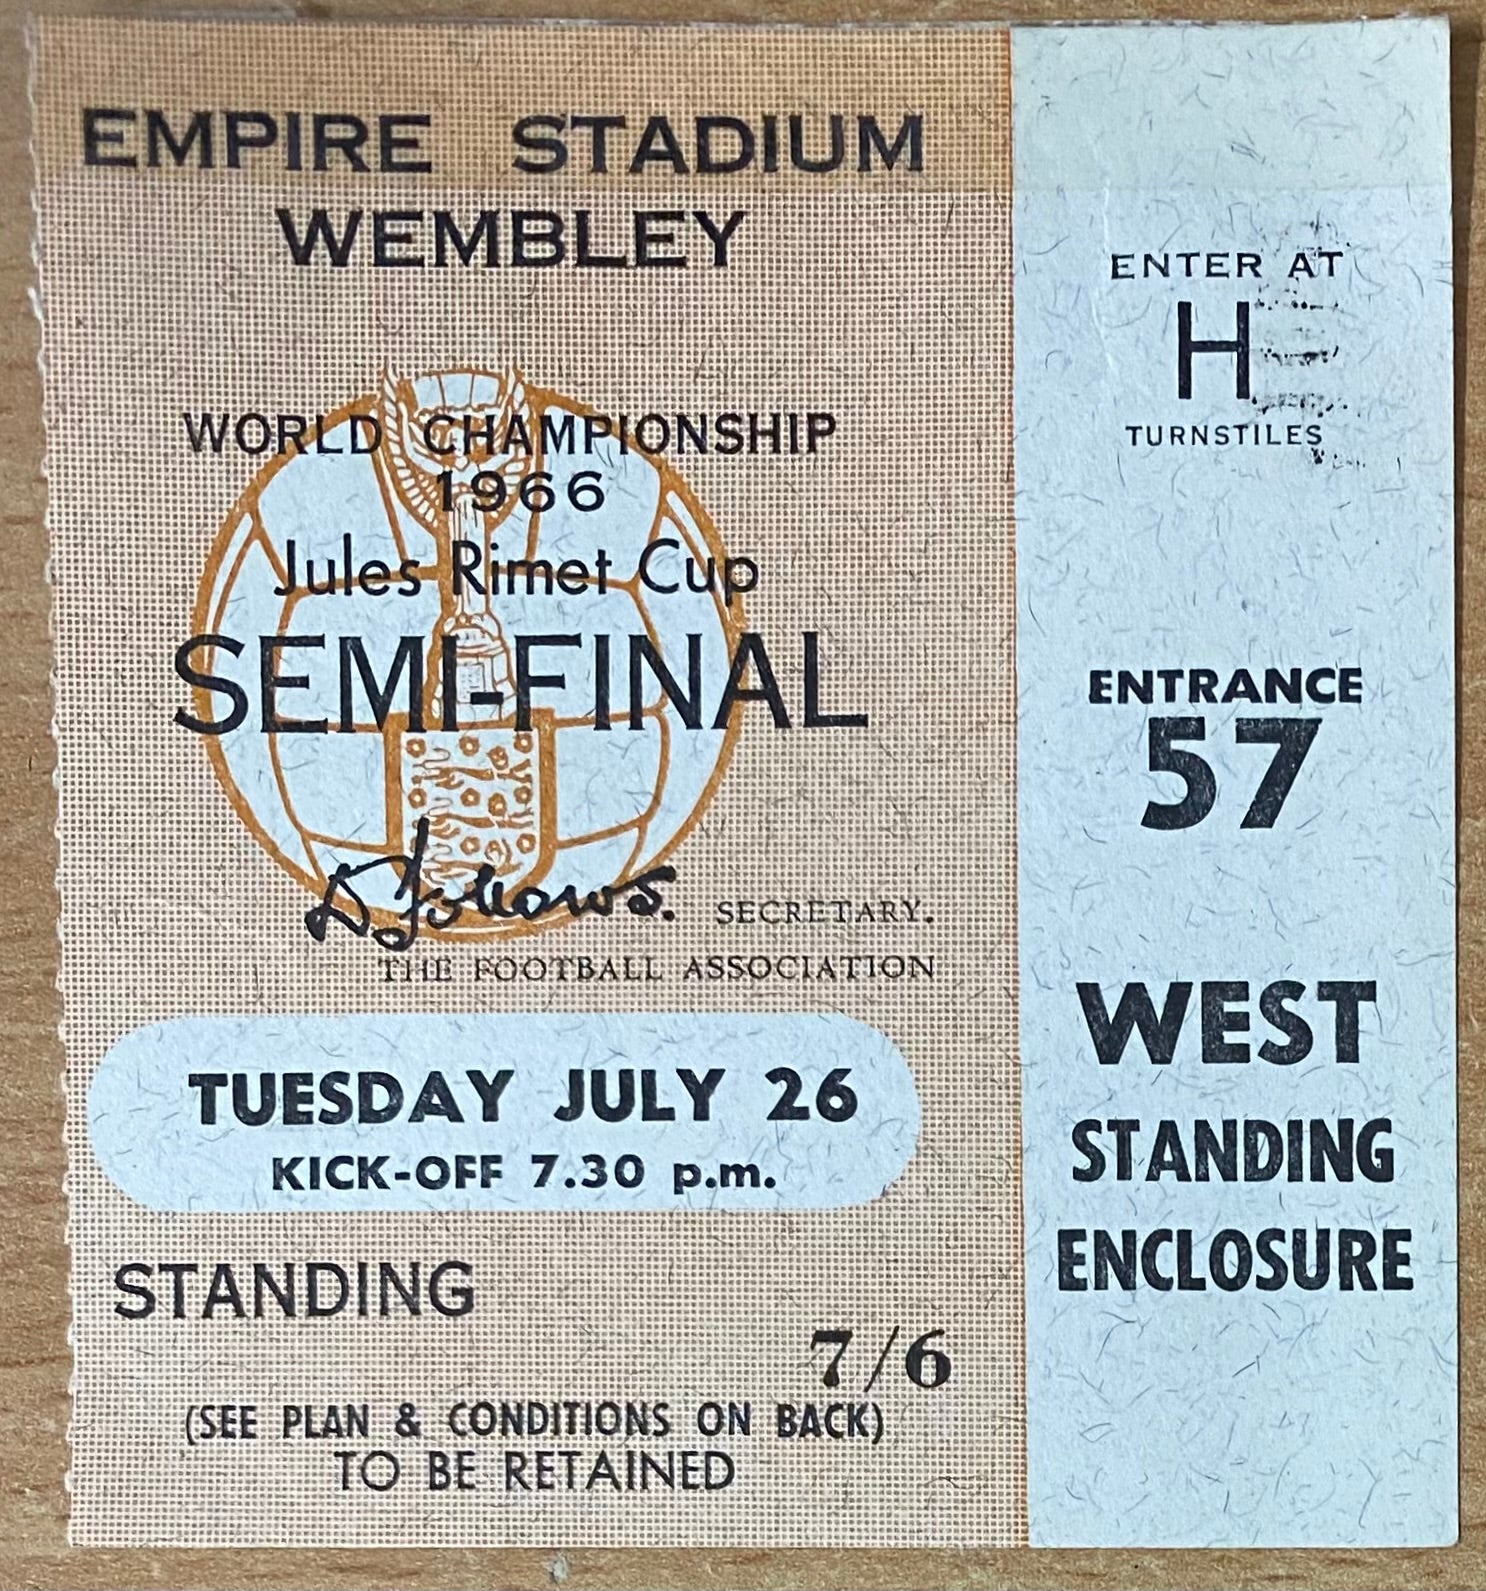 EMPIRE STADIUM
WEMBLEY
WORLD CHAMPIONSHIP
1966
Jules Rimet Cup
SEMI-FINAL
D Follows. SECRETARY.
THE FOOTBALL ASSOCIATION
TUESDAY JULY 26
KICK-OFF 7.30 p.m.
STANDING
7/6
(SEE PLAN & CONDITIONS ON BACK)
TO BE RETAINED
ENTER AT
H
TURNSTILES
ENTRANCE
57
WEST
STANDING
ENCLOSURE